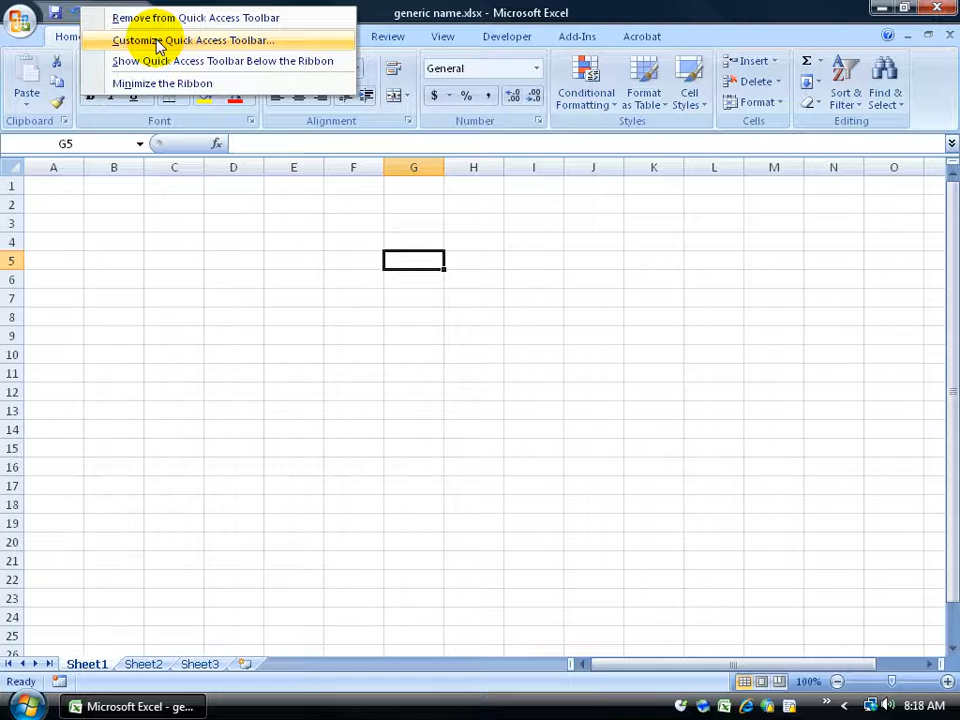 generic name.xlsx - Microsoft Excel
Remove from Quick Access Toolbar
Customize Quick Access Toolbar...
Show Quick Access Toolbar Below the Ribbon
Minimize the Ribbon
Review View Developer Add-Ins Acrobat
Paste
General
$ % ,
Conditional Formatting
Format as Table
Cell Styles
Insert
Delete
Format
Σ
Sort & Filter
Find & Select
Clipboard Font Alignment Number Styles Cells Editing
G5 fx
A B C D E F G H I J K L M N O
1
2
3
4
5
6
7
8
9
10
11
12
13
14
15
16
17
18
19
20
21
22
23
24
25
26
Sheet1 Sheet2 Sheet3
Ready 100%
Microsoft Excel - ge... 8:18 AM